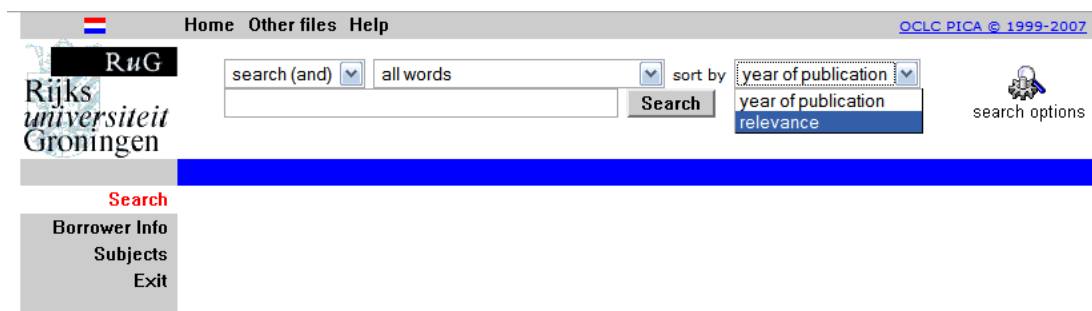 Home Other files Help OCLC PICA © 1999-2007
RuG
Rijks
universiteit
Groningen
search (and) all words sort by year of publication
Search
year of publication
relevance
search options
Search
Borrower Info
Subjects
Exit